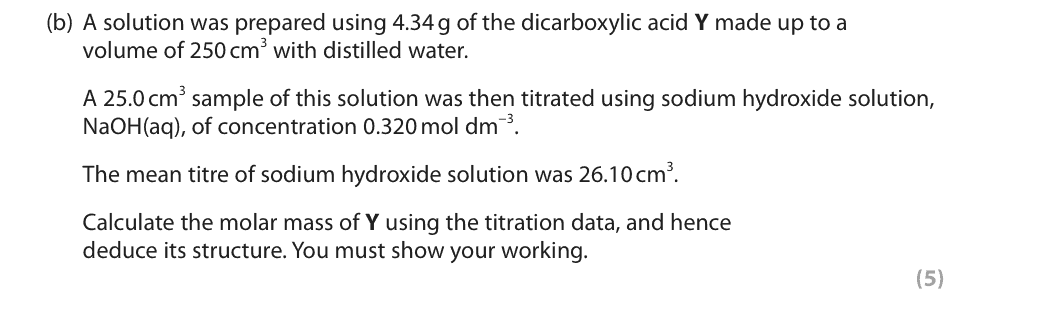 (b) A solution was prepared using 4.34 g of the dicarboxylic acid Y made up to a
volume of 250 cm³ with distilled water.
A 25.0 cm³ sample of this solution was then titrated using sodium hydroxide solution,
NaOH(aq), of concentration 0.320 mol dm⁻³.
The mean titre of sodium hydroxide solution was 26.10 cm³.
Calculate the molar mass of Y using the titration data, and hence
deduce its structure. You must show your working.
(5)